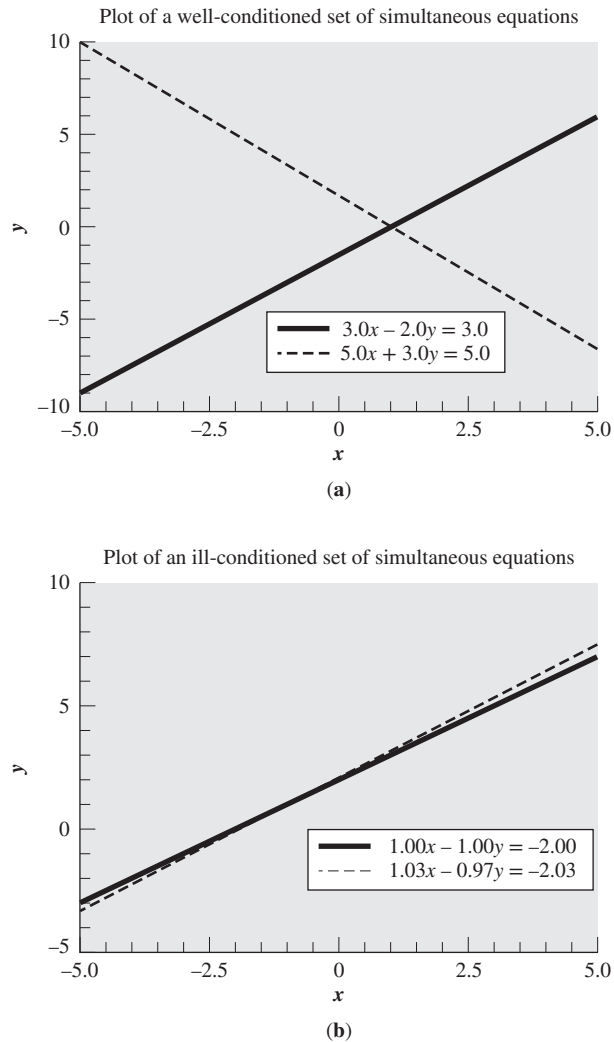 Plot of a well-conditioned set of simultaneous equations
10
5
0
–5
–10
y
3.0x – 2.0y = 3.0
5.0x + 3.0y = 5.0
–5.0 –2.5 0 2.5 5.0
x
(a)
Plot of an ill-conditioned set of simultaneous equations
10
5
0
–5
y
1.00x – 1.00y = –2.00
1.03x – 0.97y = –2.03
–5.0 –2.5 0 2.5 5.0
x
(b)